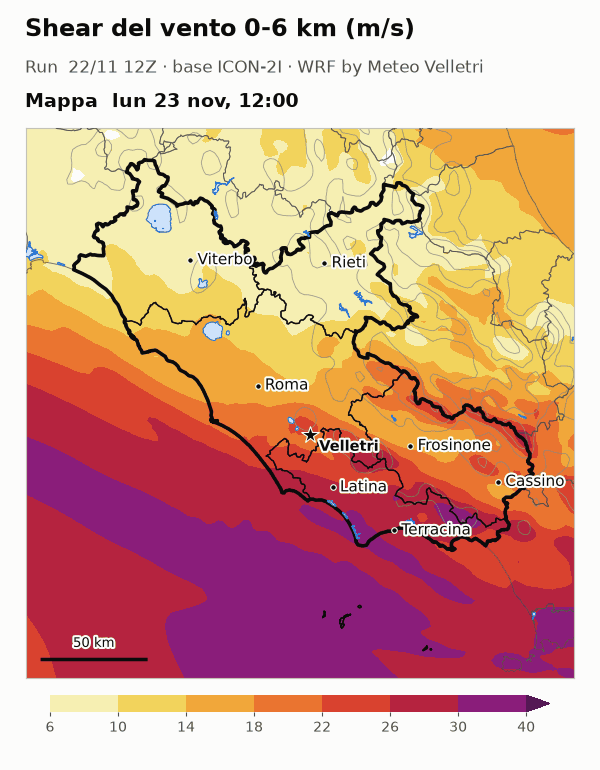 Shear del vento 0-6 km (m/s)
Run  22/11 12Z · base ICON-2I · WRF by Meteo Velletri
Mappa  lun 23 nov, 12:00
Viterbo
Rieti
Roma
Velletri
Frosinone
Cassino
Latina
Terracina
50 km
6 10 14 18 22 26 30 40